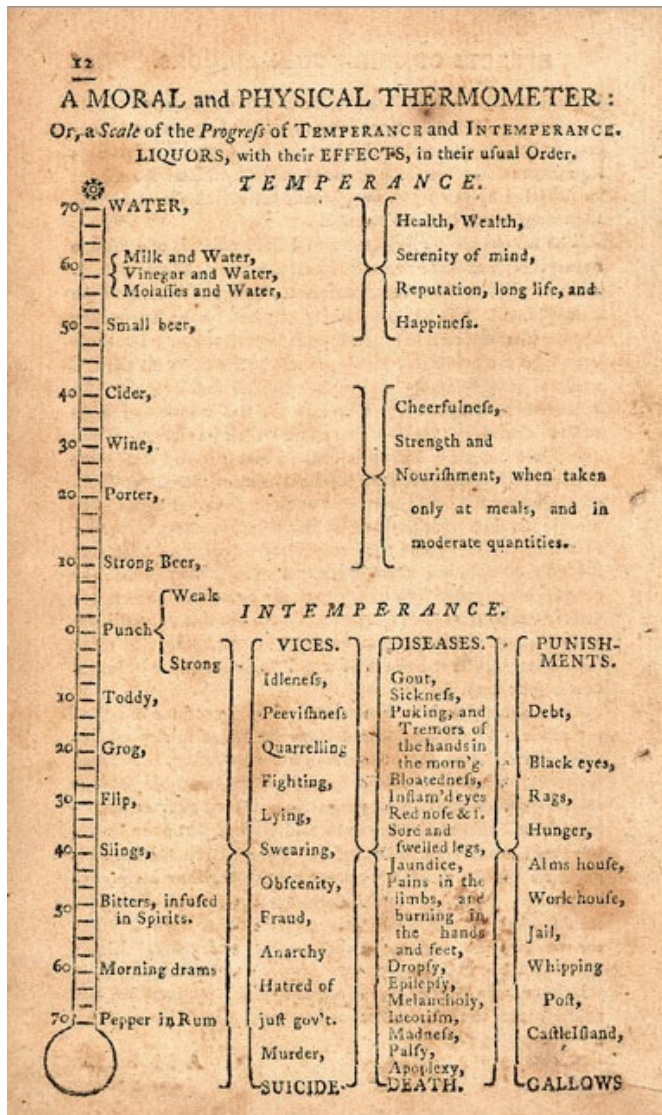 12
A MORAL and PHYSICAL THERMOMETER :
Or, a Scale of the Progreſs of TEMPERANCE and INTEMPERANCE.
LIQUORS, with their EFFECTS, in their uſual Order.
TEMPERANCE.
70 WATER,
Milk and Water,
60 Vinegar and Water,
Molaſſes and Water,
50 Small beer,
Health, Wealth,
Serenity of mind,
Reputation, long life, and
Happineſs.
40 Cider,
30 Wine,
20 Porter,
10 Strong Beer,
Cheerfulneſs,
Strength and
Nouriſhment, when taken
only at meals, and in
moderate quantities.
INTEMPERANCE.
Weak
0 Punch
Strong
10 Toddy,
20 Grog,
30 Flip,
40 Slings,
50 Bitters, infuſed
in Spirits.
60 Morning drams
70 Pepper in Rum
VICES.
Idleneſs,
Peeviſhneſs
Quarrelling
Fighting,
Lying,
Swearing,
Obſcenity,
Fraud,
Anarchy
Hatred of
juſt gov't.
Murder,
SUICIDE
DISEASES.
Gout,
Sickneſs,
Puking, and
Tremors of
the hands in
the morn'g
Bloatedneſs,
Inflam'd eyes
Red noſe & f.
Sore and
ſwelled legs,
Jaundice,
Pains in the
limbs, and
burning in
the hands
and feet,
Dropſy,
Epilepſy,
Melancholy,
Madneſs,
Palſy,
Apoplexy,
DEATH.
PUNISH-
MENTS.
Debt,
Black eyes,
Rags,
Hunger,
Alms houſe,
Work houſe,
Jail,
Whipping
Poſt,
CaſtleIſland,
GALLOWS